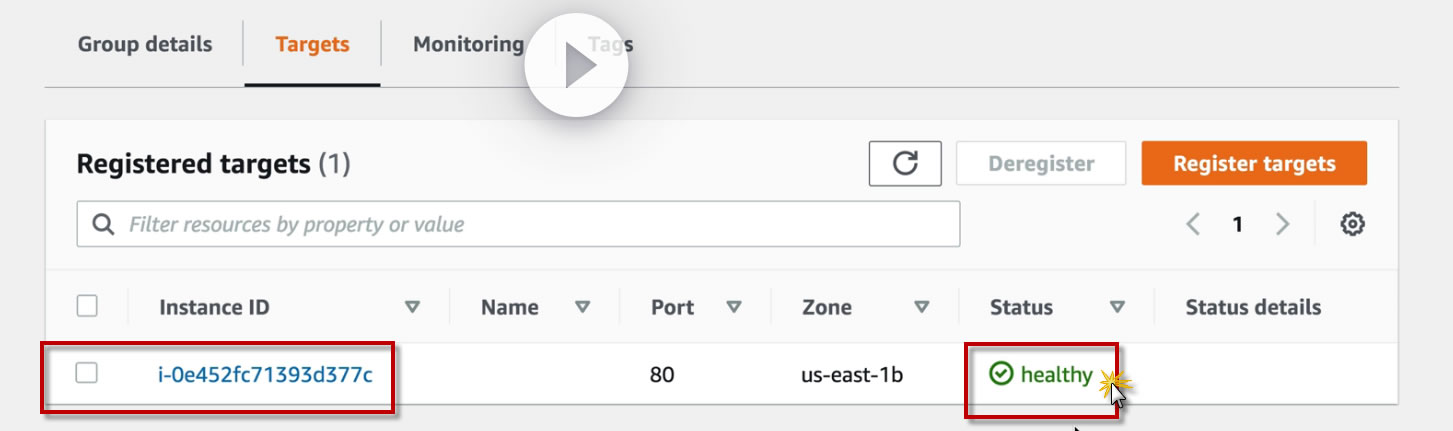 Group details Targets Monitoring Tags
Registered targets (1) Deregister Register targets
Filter resources by property or value 1
Instance ID Name Port Zone Status Status details
i-0e452fc71393d377c 80 us-east-1b healthy